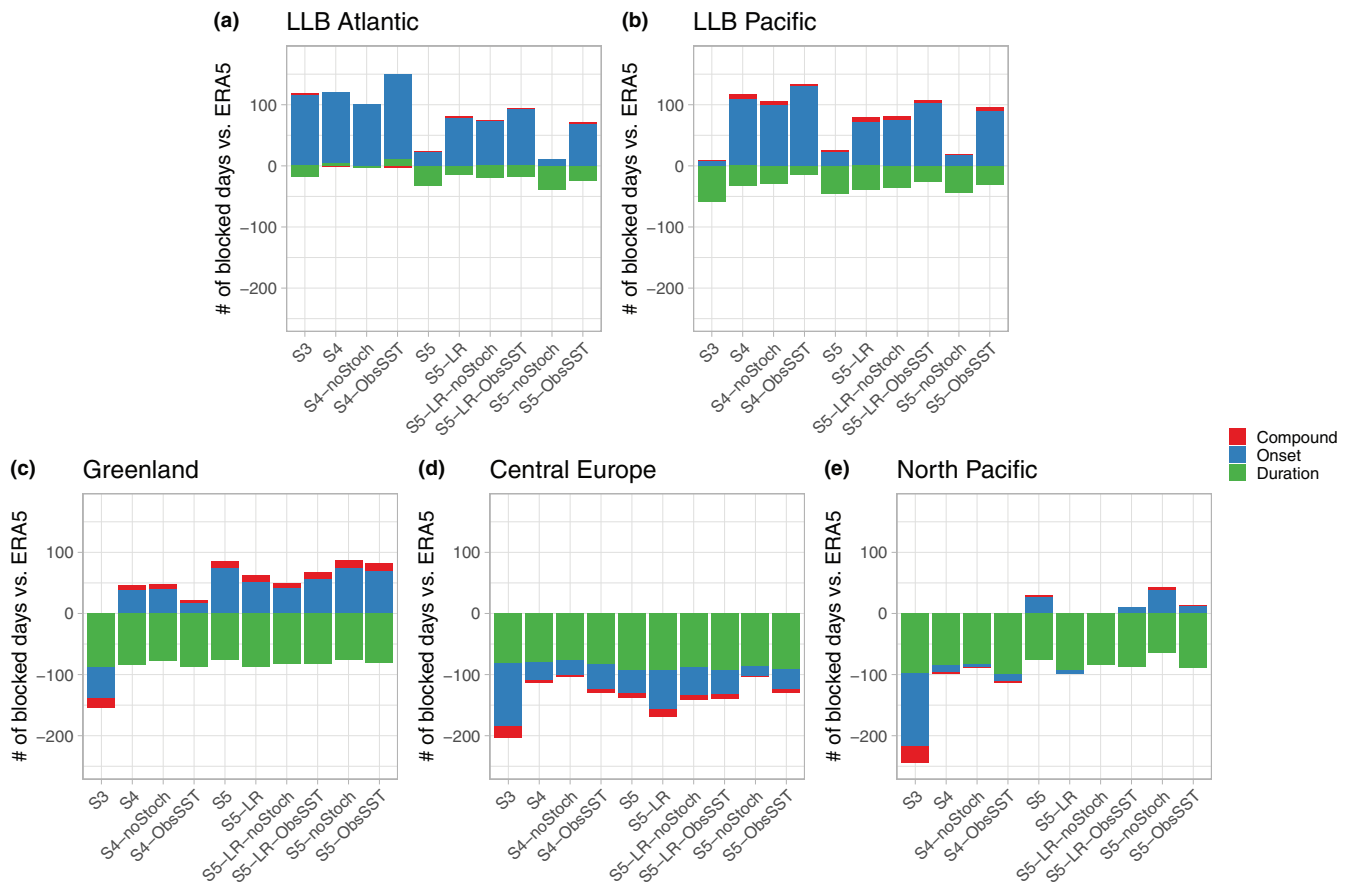 (a) LLB Atlantic
# of blocked days vs. ERA5
100
0
−100
−200
S3
S4
S4−noStoch
S4−ObsSST
S5
S5−LR
S5−LR−noStoch
S5−LR−ObsSST
S5−noStoch
S5−ObsSST
(b) LLB Pacific
# of blocked days vs. ERA5
100
0
−100
−200
S3
S4
S4−noStoch
S4−ObsSST
S5
S5−LR
S5−LR−noStoch
S5−LR−ObsSST
S5−noStoch
S5−ObsSST
Compound
Onset
Duration
(c) Greenland
# of blocked days vs. ERA5
100
0
−100
−200
S3
S4
S4−noStoch
S4−ObsSST
S5
S5−LR
S5−LR−noStoch
S5−LR−ObsSST
S5−noStoch
S5−ObsSST
(d) Central Europe
# of blocked days vs. ERA5
100
0
−100
−200
S3
S4
S4−noStoch
S4−ObsSST
S5
S5−LR
S5−LR−noStoch
S5−LR−ObsSST
S5−noStoch
S5−ObsSST
(e) North Pacific
# of blocked days vs. ERA5
100
0
−100
−200
S3
S4
S4−noStoch
S4−ObsSST
S5
S5−LR
S5−LR−noStoch
S5−LR−ObsSST
S5−noStoch
S5−ObsSST